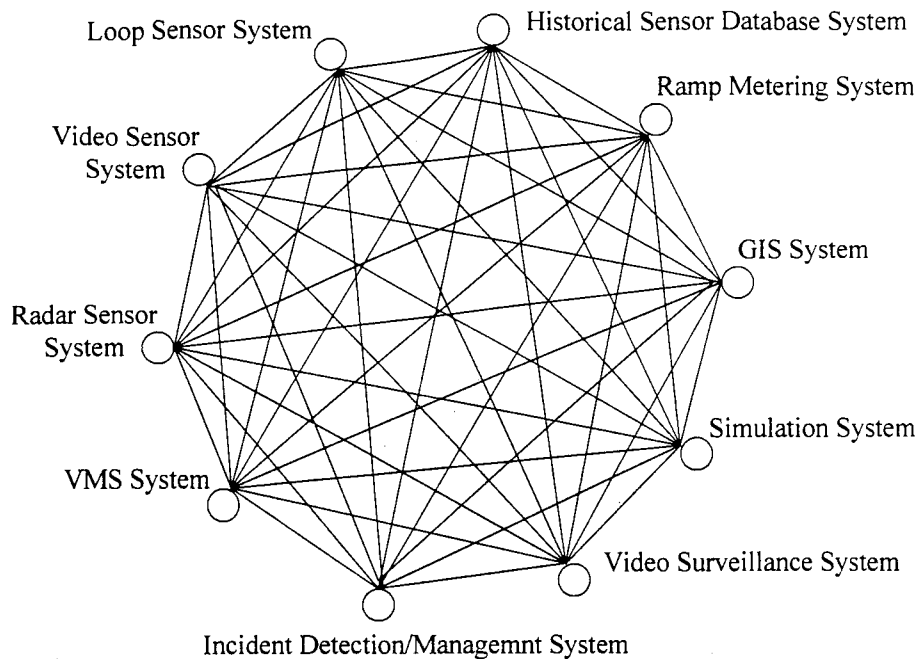 Loop Sensor System
Historical Sensor Database System
Ramp Metering System
Video Sensor
System
GIS System
Radar Sensor
System
Simulation System
VMS System
Video Surveillance System
Incident Detection/Managemnt System